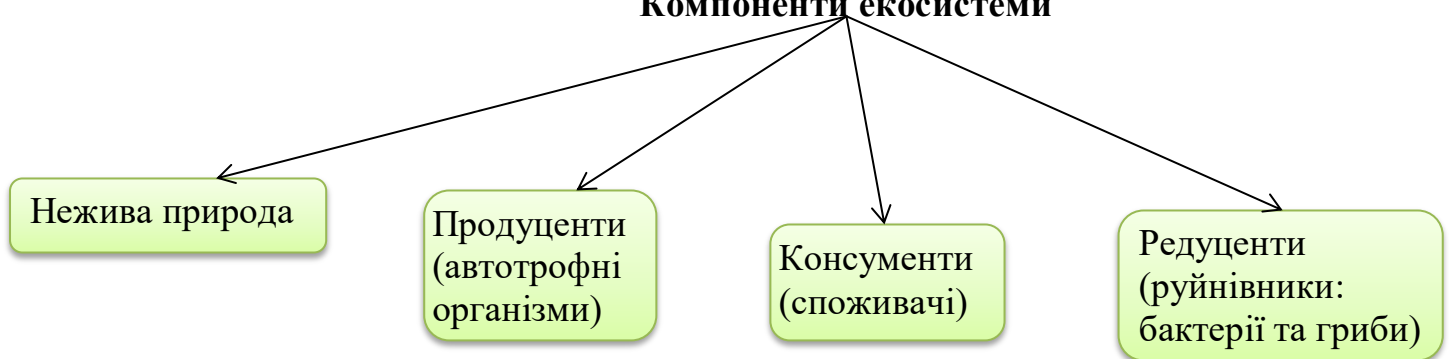 Компоненти екосистеми
Нежива природа
Продуценти
(автотрофні
організми)
Консументи
(споживачі)
Редуценти
(руйнівники:
бактерії та гриби)